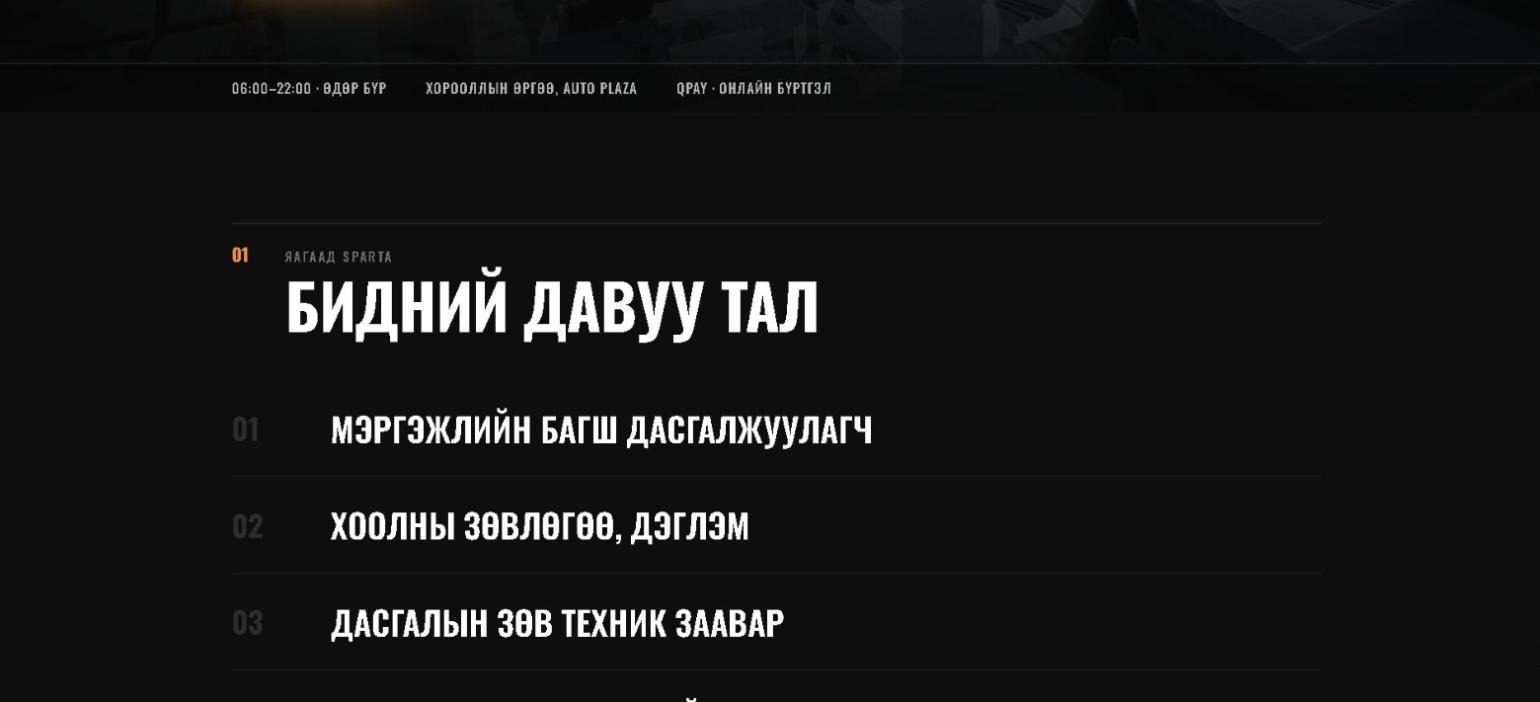 06:00–22:00 · ӨДӨР БҮР
ХОРООЛЛЫН ӨРГӨӨ, AUTO PLAZA
QPAY · ОНЛАЙН БҮРТГЭЛ
01
ЯАГААД SPARTA
БИДНИЙ ДАВУУ ТАЛ
01 МЭРГЭЖЛИЙН БАГШ ДАСГАЛЖУУЛАГЧ
02 ХООЛНЫ ЗӨВЛӨГӨӨ, ДЭГЛЭМ
03 ДАСГАЛЫН ЗӨВ ТЕХНИК ЗААВАР